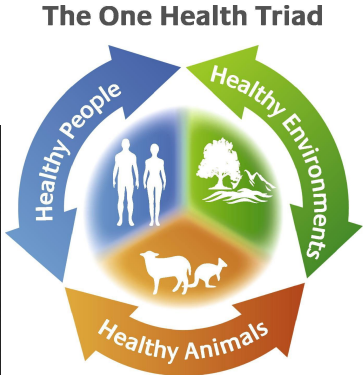 The One Health Triad
Healthy People
Healthy Environments
Healthy Animals